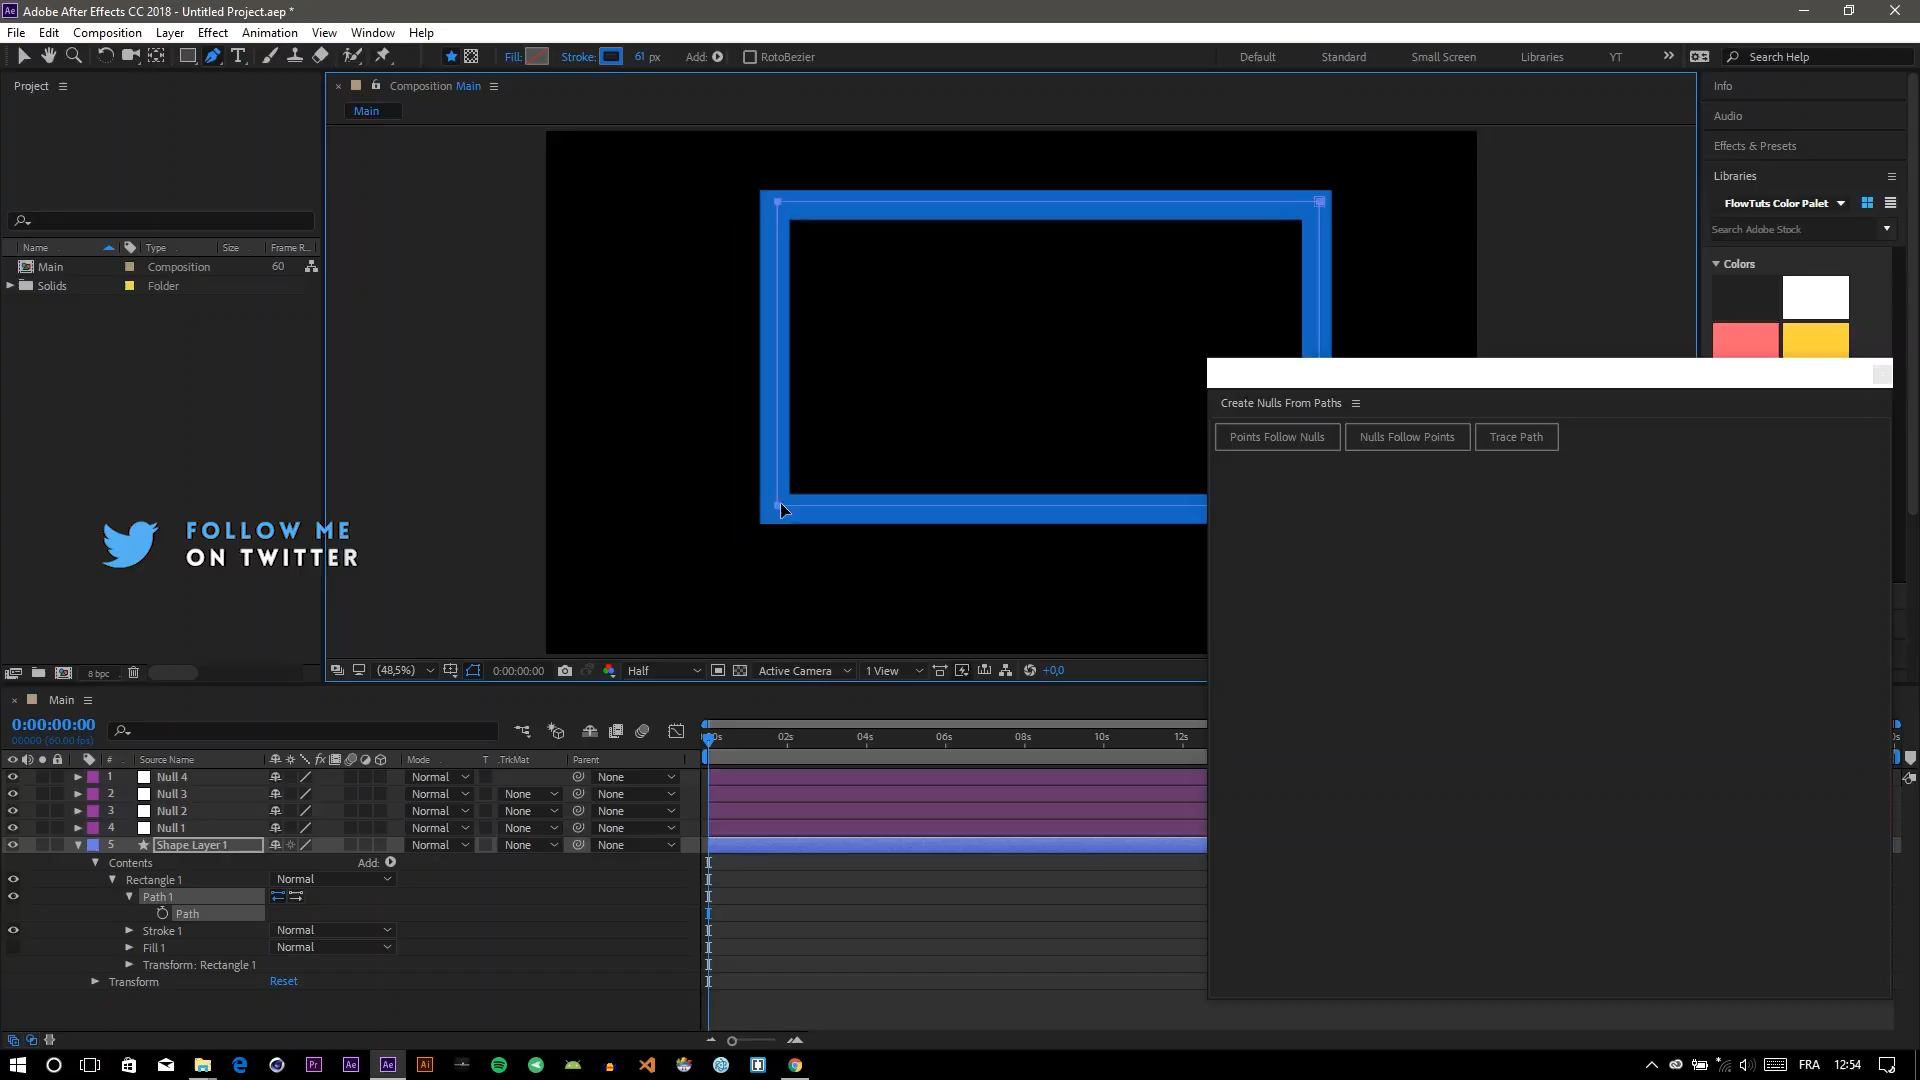 Adobe After Effects CC 2018 - Untitled Project.aep *
File Edit Composition Layer Effect Animation View Window Help
Fill: Stroke: 61 px Add: RotoBezier Default Standard Small Screen Libraries YT Search Help
Project
Composition Main
Main
Info
Audio
Effects & Presets
Libraries
FlowTuts Color Palet
Search Adobe Stock
Colors
Name Type Size Frame R...
Main Composition 60
Solids Folder
Create Nulls From Paths
Points Follow Nulls Nulls Follow Points Trace Path
FOLLOW ME
ON TWITTER
8 bpc
(48,5%) 0:00:00:00 Half Active Camera 1 View +0,0
Main
0:00:00:00
00000 (60.00 fps)
02s 04s 06s 08s 10s 12s
# Source Name fx Mode T .TrkMat Parent
1 Null 4 Normal None
2 Null 3 Normal None None
3 Null 2 Normal None None
4 Null 1 Normal None None
5 Shape Layer 1 Normal None None
Contents Add:
Rectangle 1 Normal
Path 1
Path
Stroke 1 Normal
Fill 1 Normal
Transform: Rectangle 1
Transform Reset
Pr Ae Ae Ai FRA 12:54